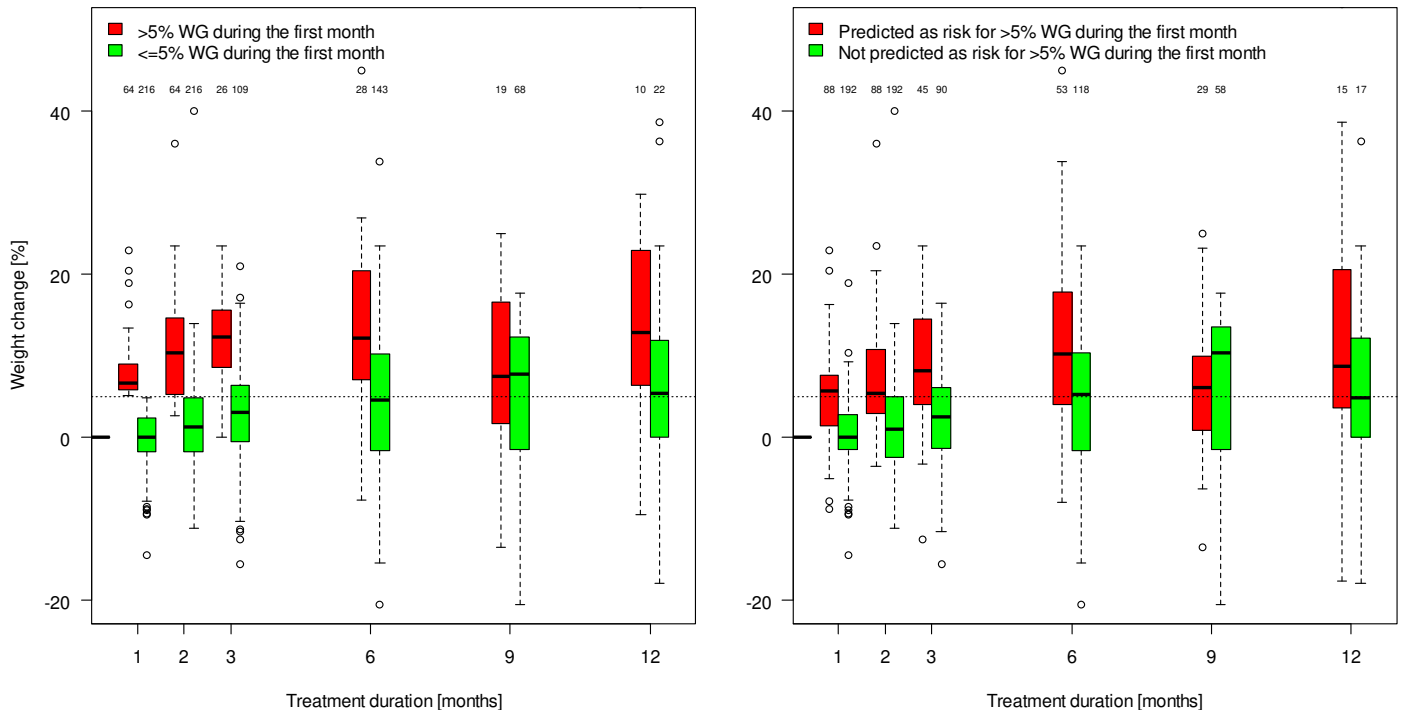 >5% WG during the first month
<=5% WG during the first month
64 216 64 216 26 109 28 143 19 68 10 22
40
20
0
-20
Weight change [%]
1 2 3 6 9 12
Treatment duration [months]
Predicted as risk for >5% WG during the first month
Not predicted as risk for >5% WG during the first month
88 192 88 192 45 90 53 118 29 58 15 17
40
20
0
-20
1 2 3 6 9 12
Treatment duration [months]